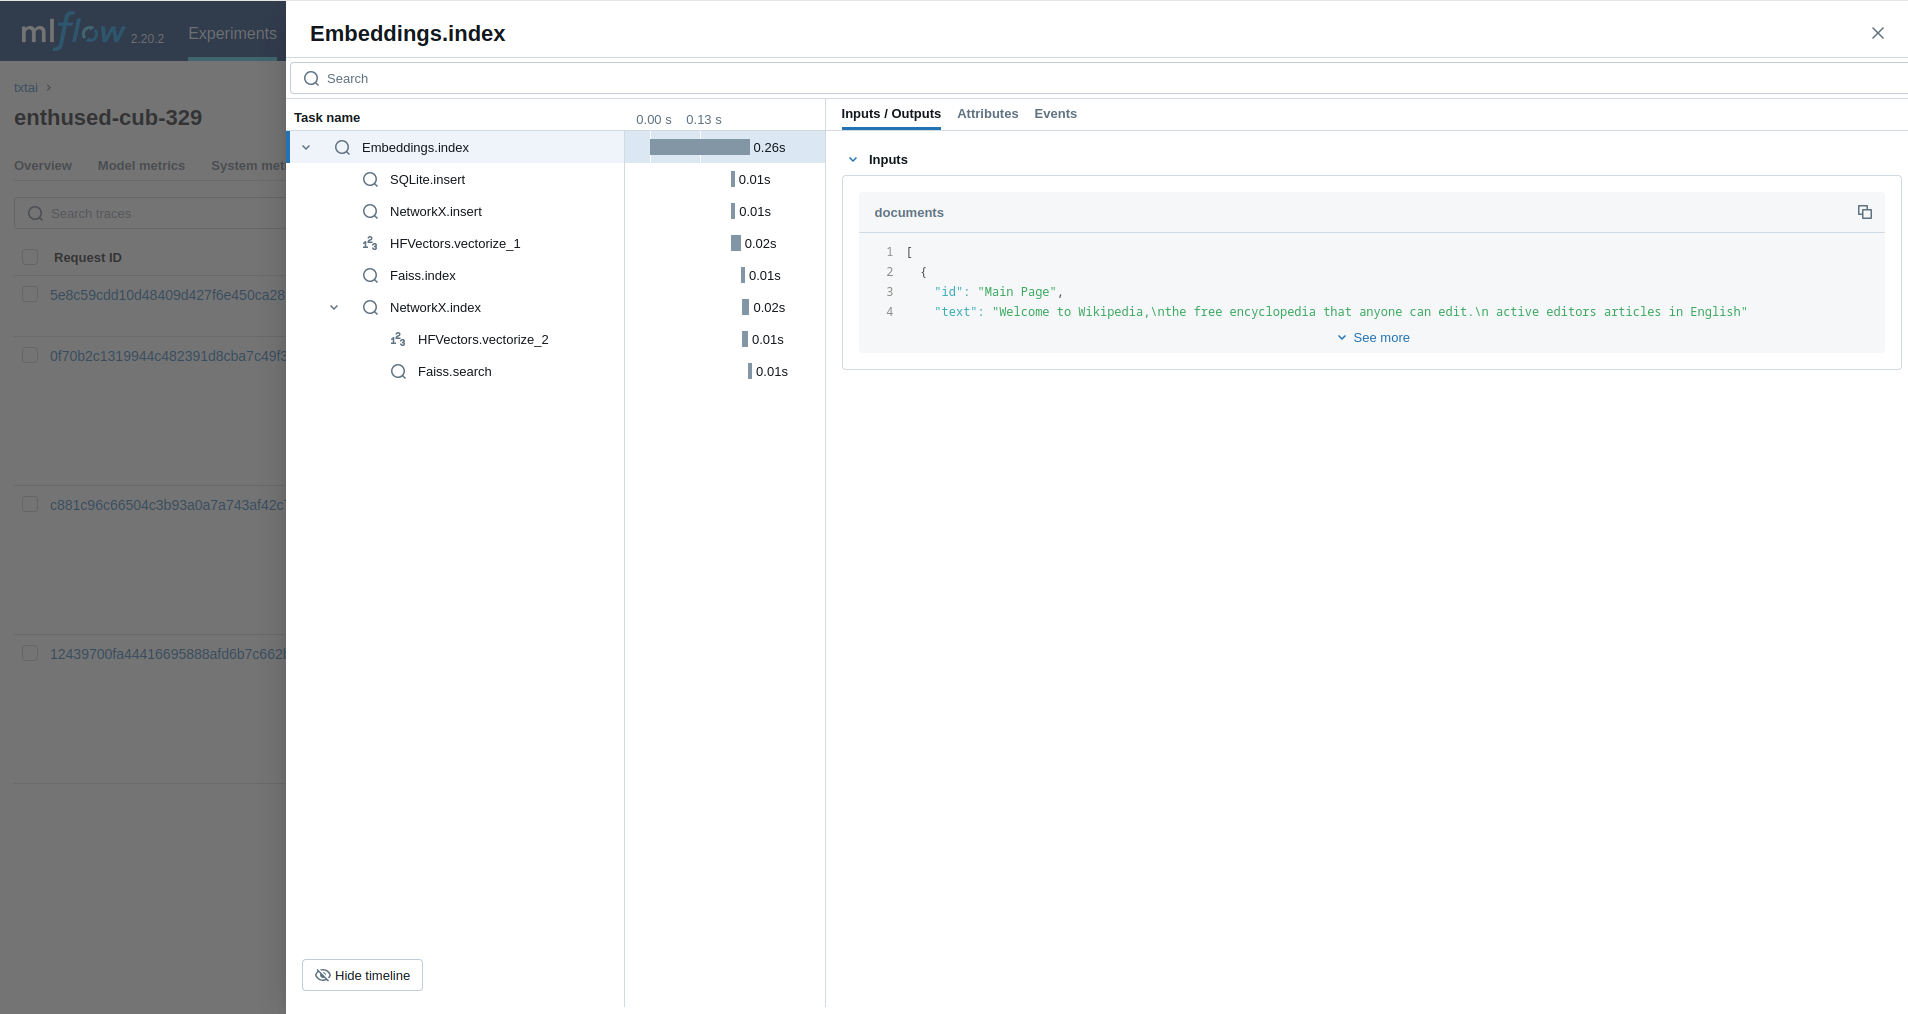 mlflow 2.20.2 Experiments
txtai
enthused-cub-329
Overview Model metrics System
Search traces
Request ID
5e8c59cdd10d48409d427f6e450ca28
0f70b2c1319944c482391d8cba7c49f3
c881c96c66504c3b93a0a7a743af42c
12439700fa44416695888afd6b7c662
Embeddings.index
Search
Task name 0.00 s 0.13 s
Embeddings.index 0.26s
SQLite.insert 0.01s
NetworkX.insert 0.01s
HFVectors.vectorize_1 0.02s
Faiss.index 0.01s
NetworkX.index 0.02s
HFVectors.vectorize_2 0.01s
Faiss.search 0.01s
Hide timeline
Inputs / Outputs Attributes Events
Inputs
documents
1 [
2 {
3 "id": "Main Page",
4 "text": "Welcome to Wikipedia,\nthe free encyclopedia that anyone can edit.\n active editors articles in English"
See more